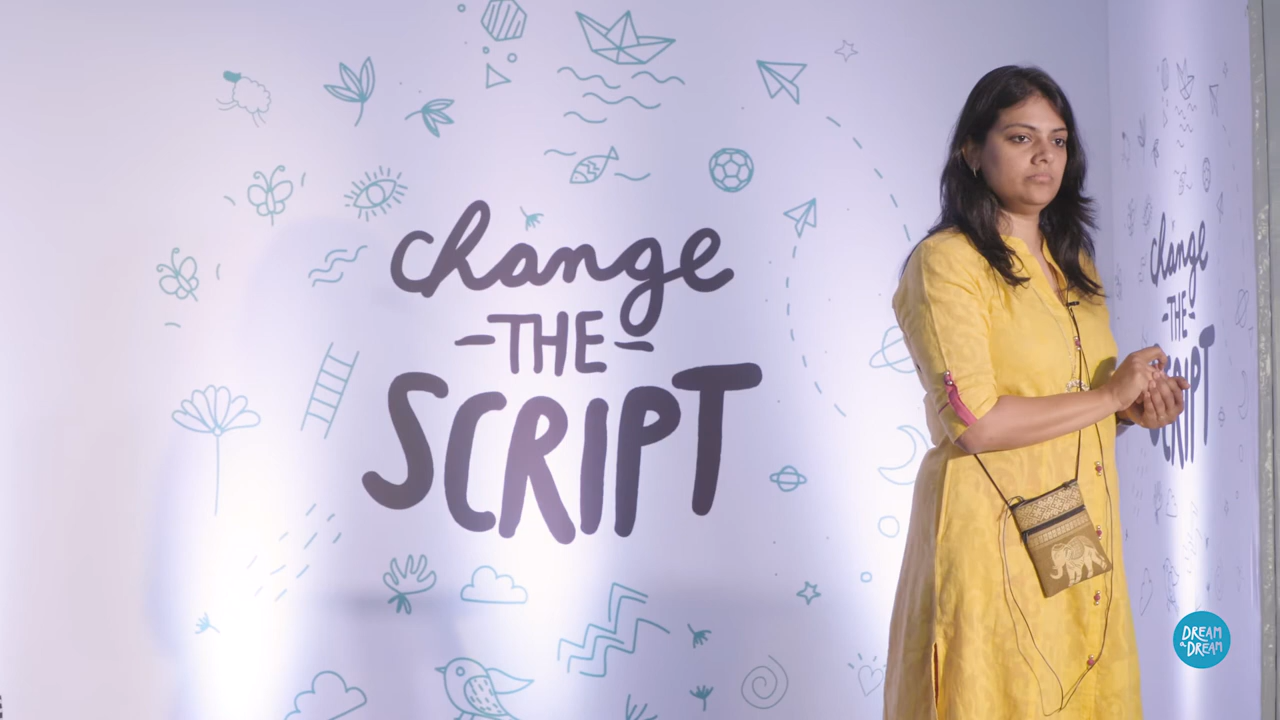 change
-THE-
SCRIPT
change
THE
SCRIPT
DREAM
a DREAM